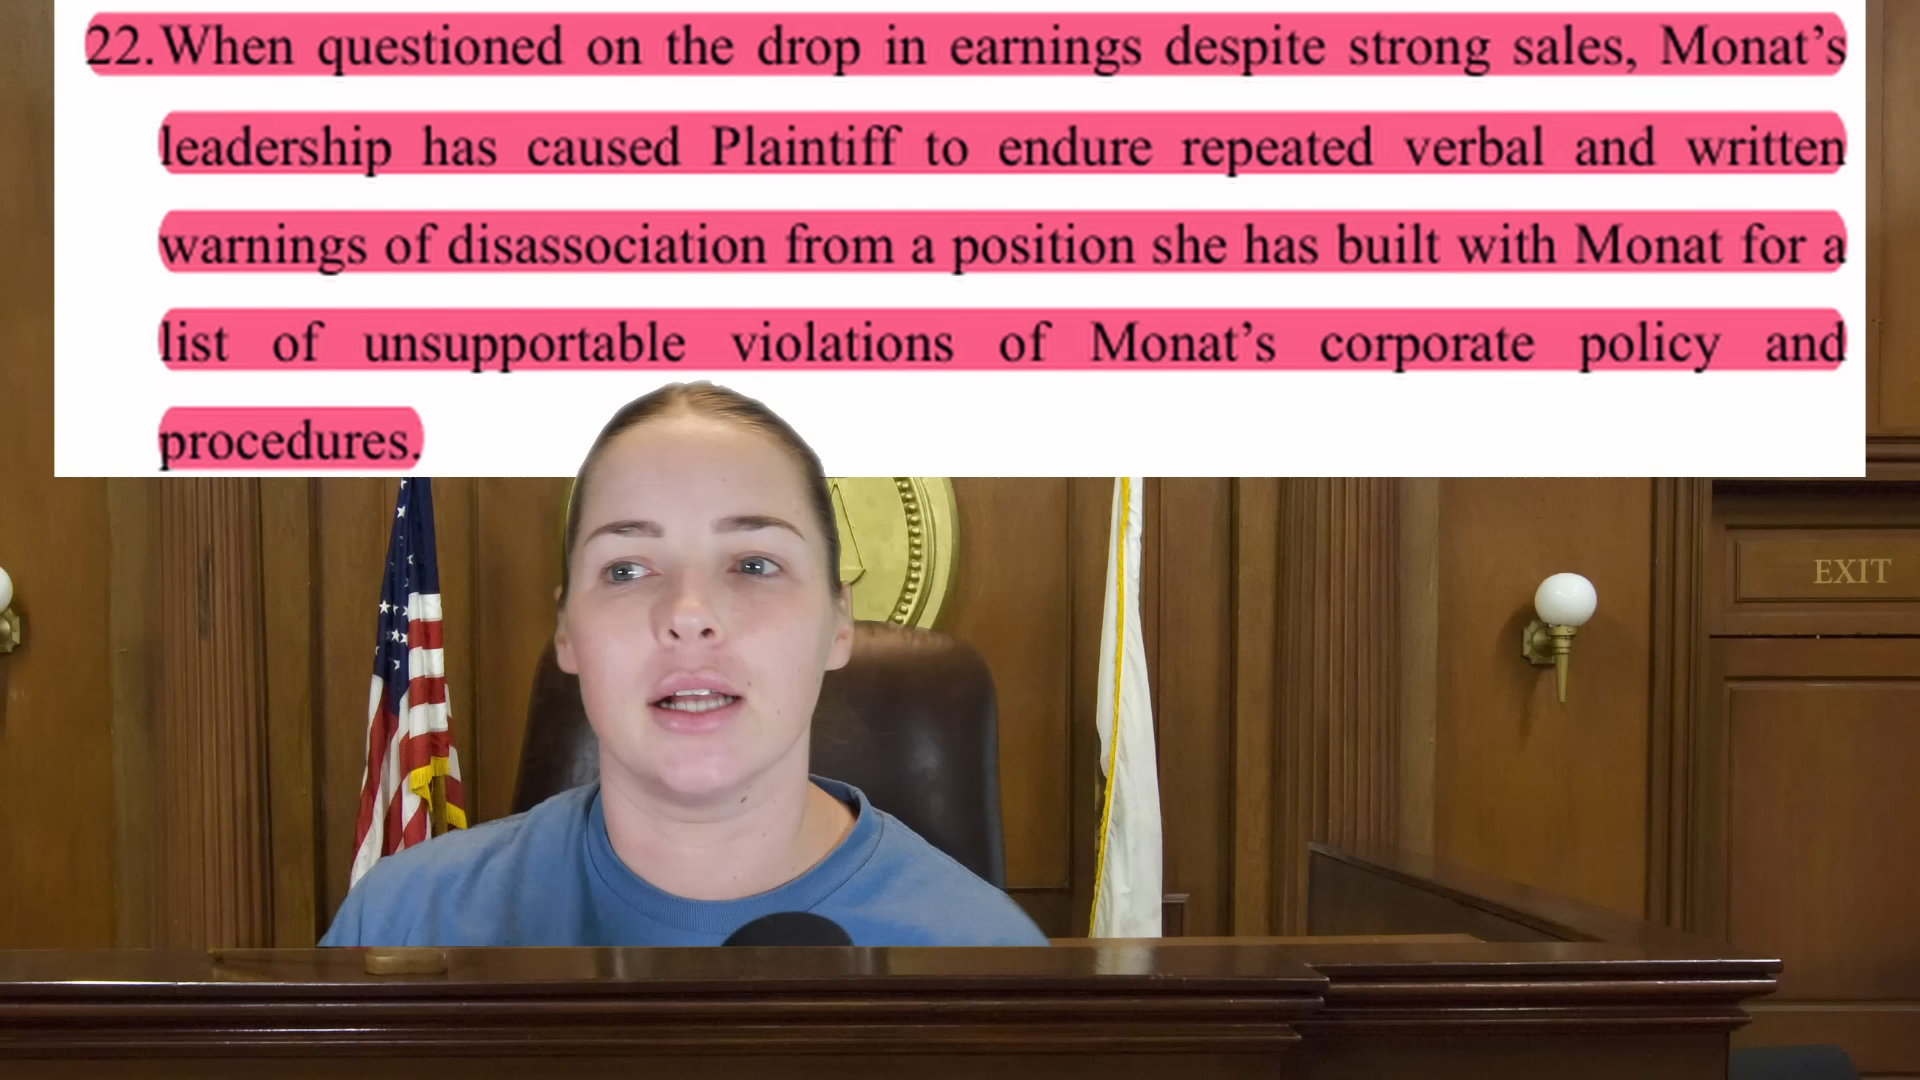 22. When questioned on the drop in earnings despite strong sales, Monat’s
leadership has caused Plaintiff to endure repeated verbal and written
warnings of disassociation from a position she has built with Monat for a
list of unsupportable violations of Monat’s corporate policy and
procedures.
EXIT